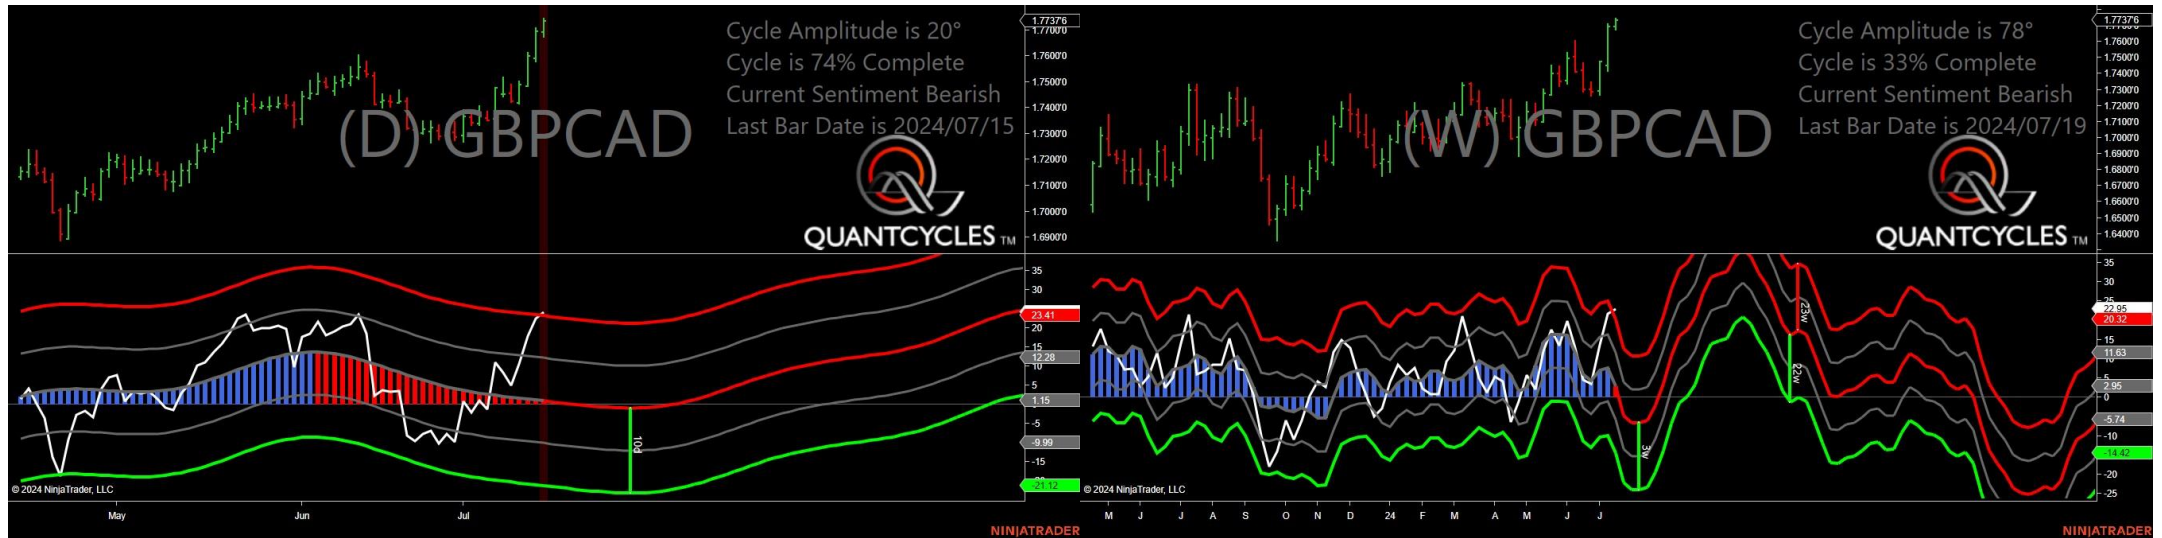 Cycle Amplitude is 20°
Cycle is 74% Complete
Current Sentiment Bearish
Last Bar Date is 2024/07/15
(D) GBPCAD
QUANTCYCLES TM
1.7737'6
1.7700'0
1.7600'0
1.7500'0
1.7400'0
1.7300'0
1.7200'0
1.7100'0
1.7000'0
1.6900'0
35
30
23.41
20
15
12.28
10
5
1.15
-5
-9.99
-15
-21.12
10d
© 2024 NinjaTrader, LLC
May Jun Jul
NINJATRADER
Cycle Amplitude is 78°
Cycle is 33% Complete
Current Sentiment Bearish
Last Bar Date is 2024/07/19
(W) GBPCAD
QUANTCYCLES TM
1.7737'6
1.7600'0
1.7500'0
1.7400'0
1.7300'0
1.7200'0
1.7100'0
1.7000'0
1.6900'0
1.6800'0
1.6700'0
1.6600'0
1.6500'0
1.6400'0
35
30
25
22.95
20.32
15
11.63
5
2.95
0
-5.74
-10
-14.42
-20
-25
23w
22w
3w
© 2024 NinjaTrader, LLC
M J J A S O N D 24 F M A M J J
NINJATRADER